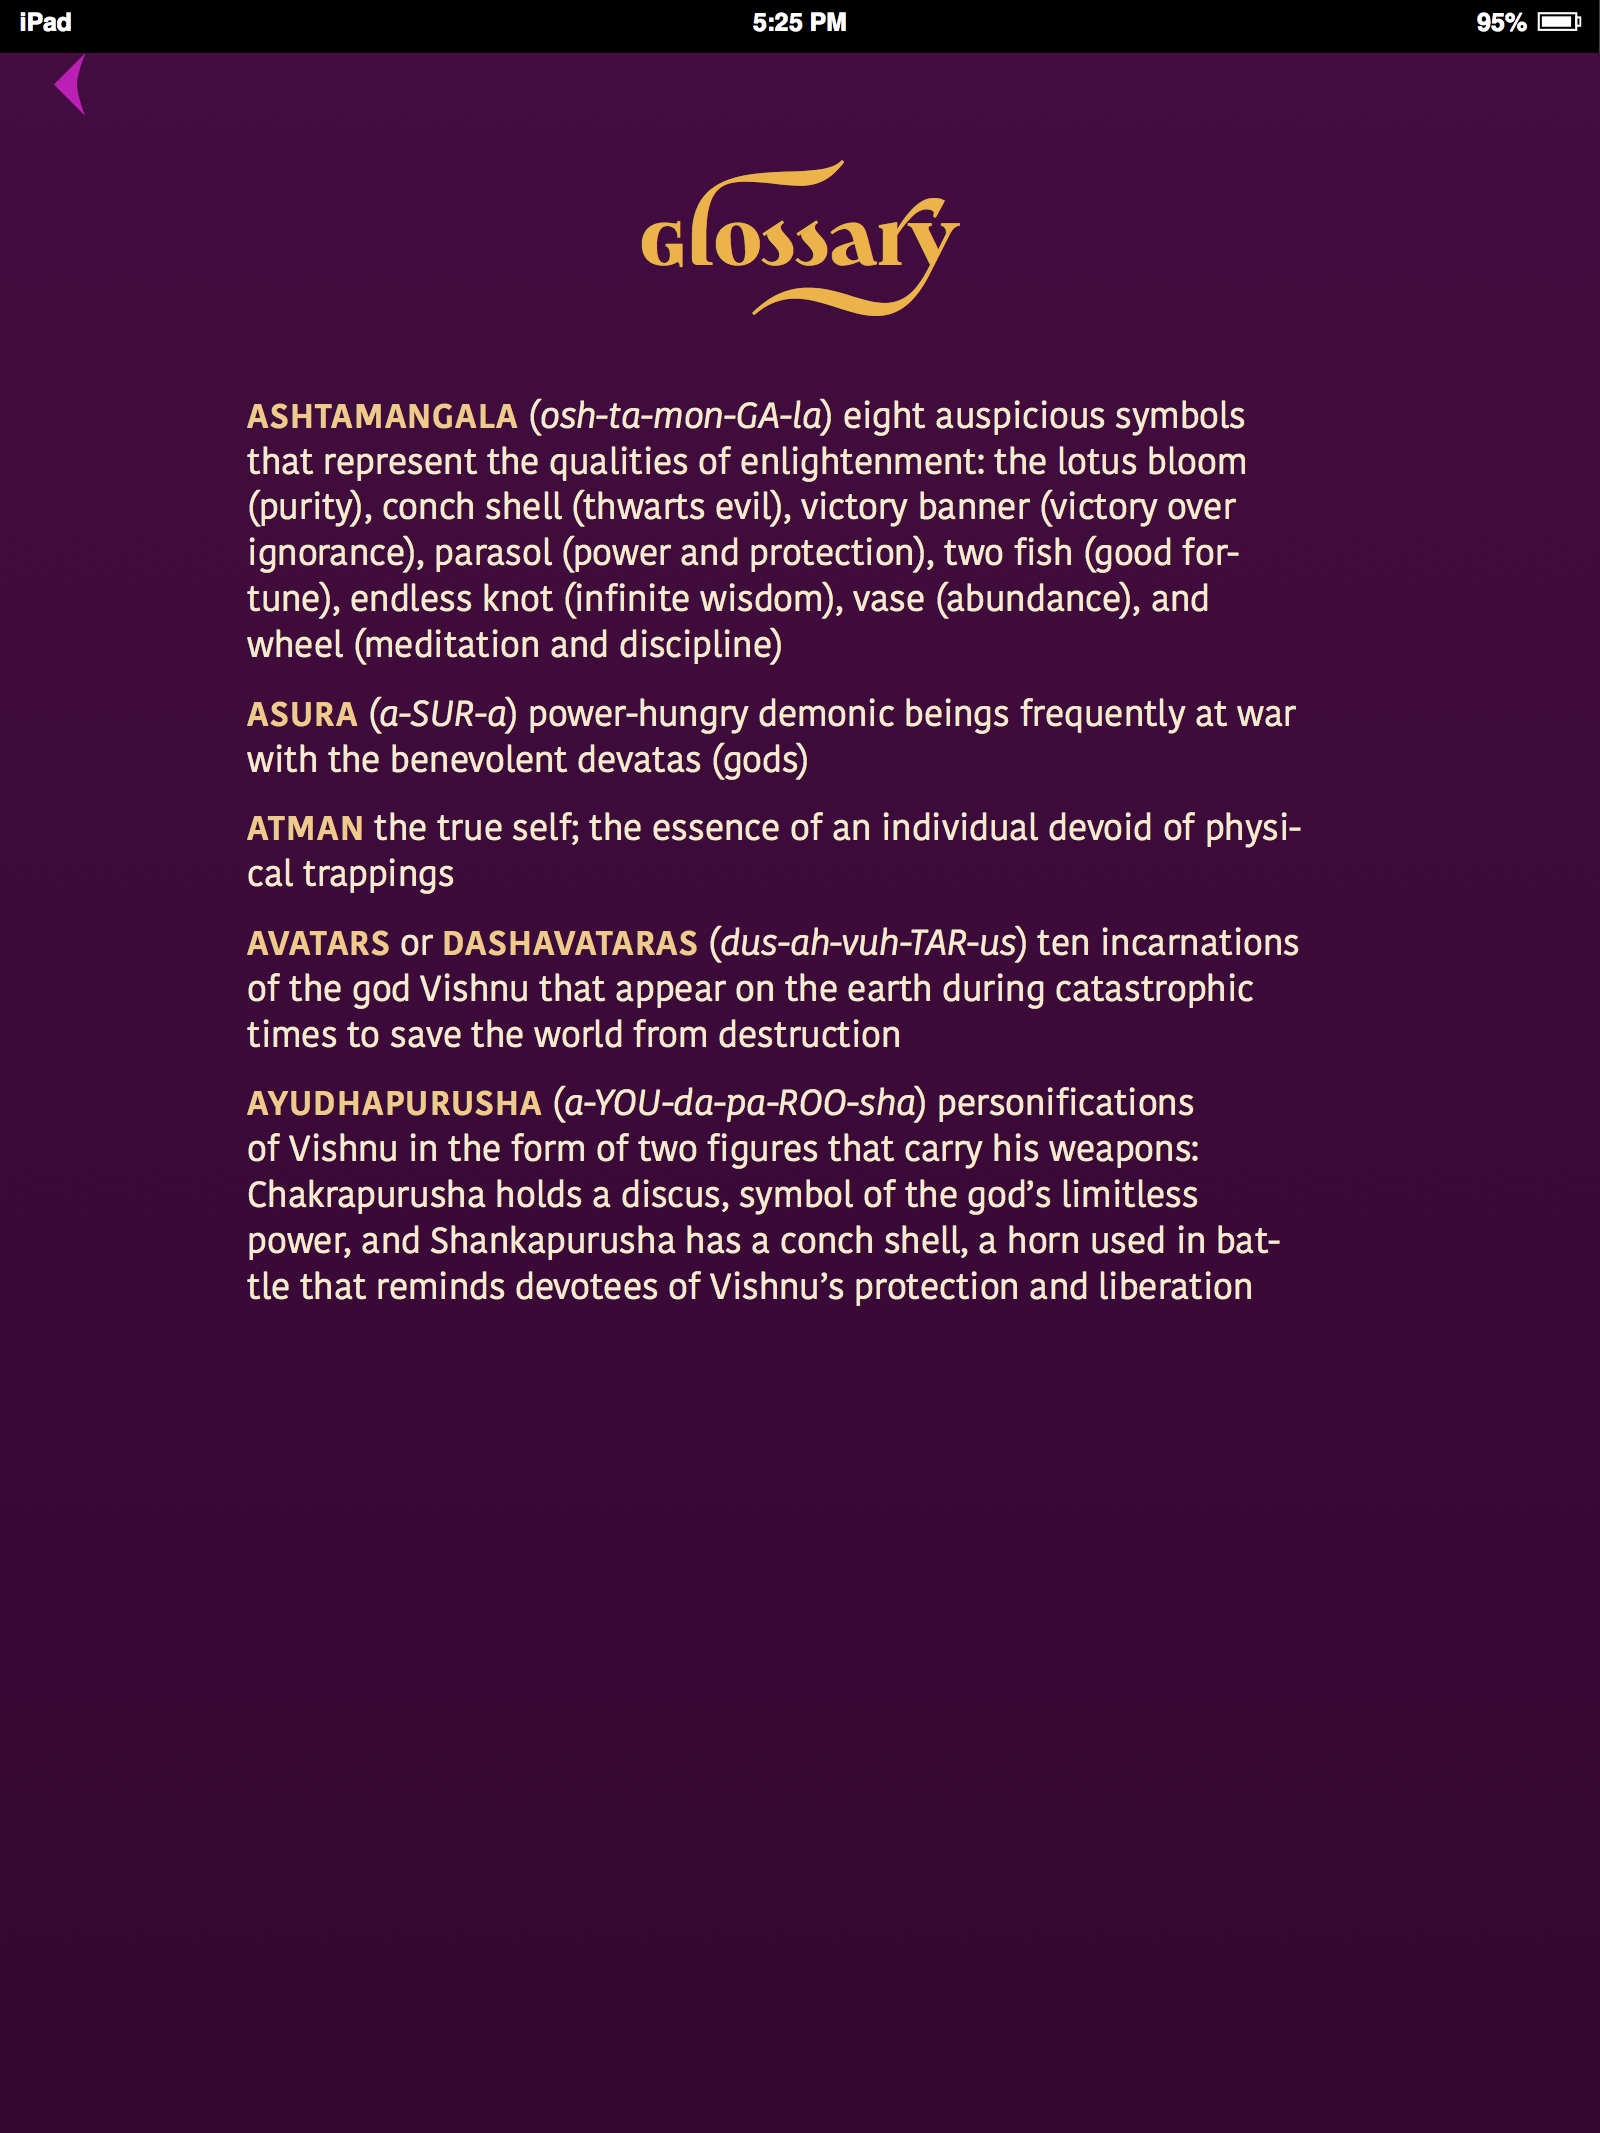 iPad 5:25 PM 95%
Glossary
ASHTAMANGALA (osh-ta-mon-GA-la) eight auspicious symbols
that represent the qualities of enlightenment: the lotus bloom
(purity), conch shell (thwarts evil), victory banner (victory over
ignorance), parasol (power and protection), two fish (good for-
tune), endless knot (infinite wisdom), vase (abundance), and
wheel (meditation and discipline)
ASURA (a-SUR-a) power-hungry demonic beings frequently at war
with the benevolent devatas (gods)
ATMAN the true self; the essence of an individual devoid of physi-
cal trappings
AVATARS or DASHAVATARAS (dus-ah-vuh-TAR-us) ten incarnations
of the god Vishnu that appear on the earth during catastrophic
times to save the world from destruction
AYUDHAPURUSHA (a-YOU-da-pa-ROO-sha) personifications
of Vishnu in the form of two figures that carry his weapons:
Chakrapurusha holds a discus, symbol of the god’s limitless
power, and Shankapurusha has a conch shell, a horn used in bat-
tle that reminds devotees of Vishnu’s protection and liberation